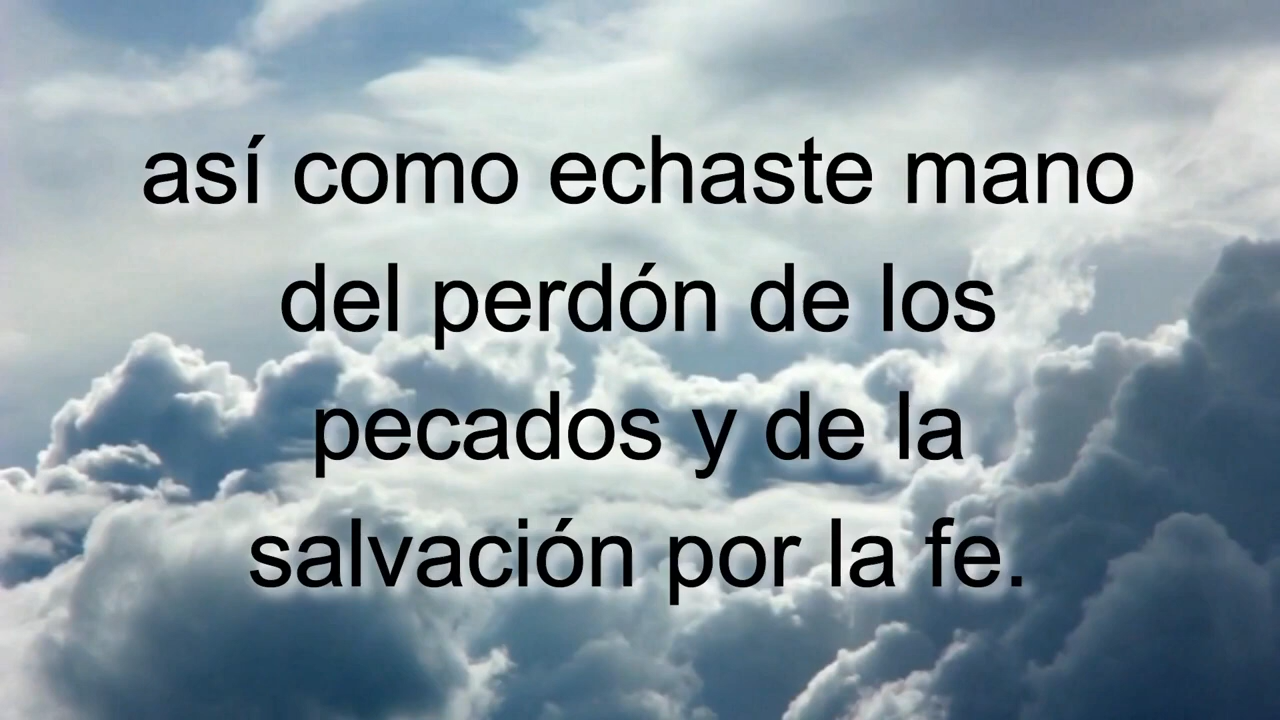 así como echaste mano
del perdón de los
pecados y de la
salvación por la fe.